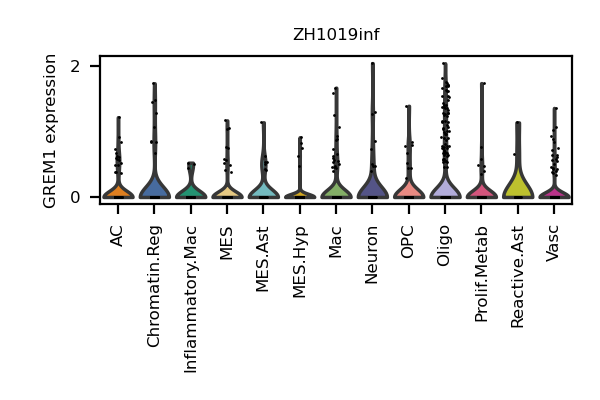 ZH1019inf
GREM1 expression
2
0
AC
Chromatin.Reg
Inflammatory.Mac
MES
MES.Ast
MES.Hyp
Mac
Neuron
OPC
Oligo
Prolif.Metab
Reactive.Ast
Vasc